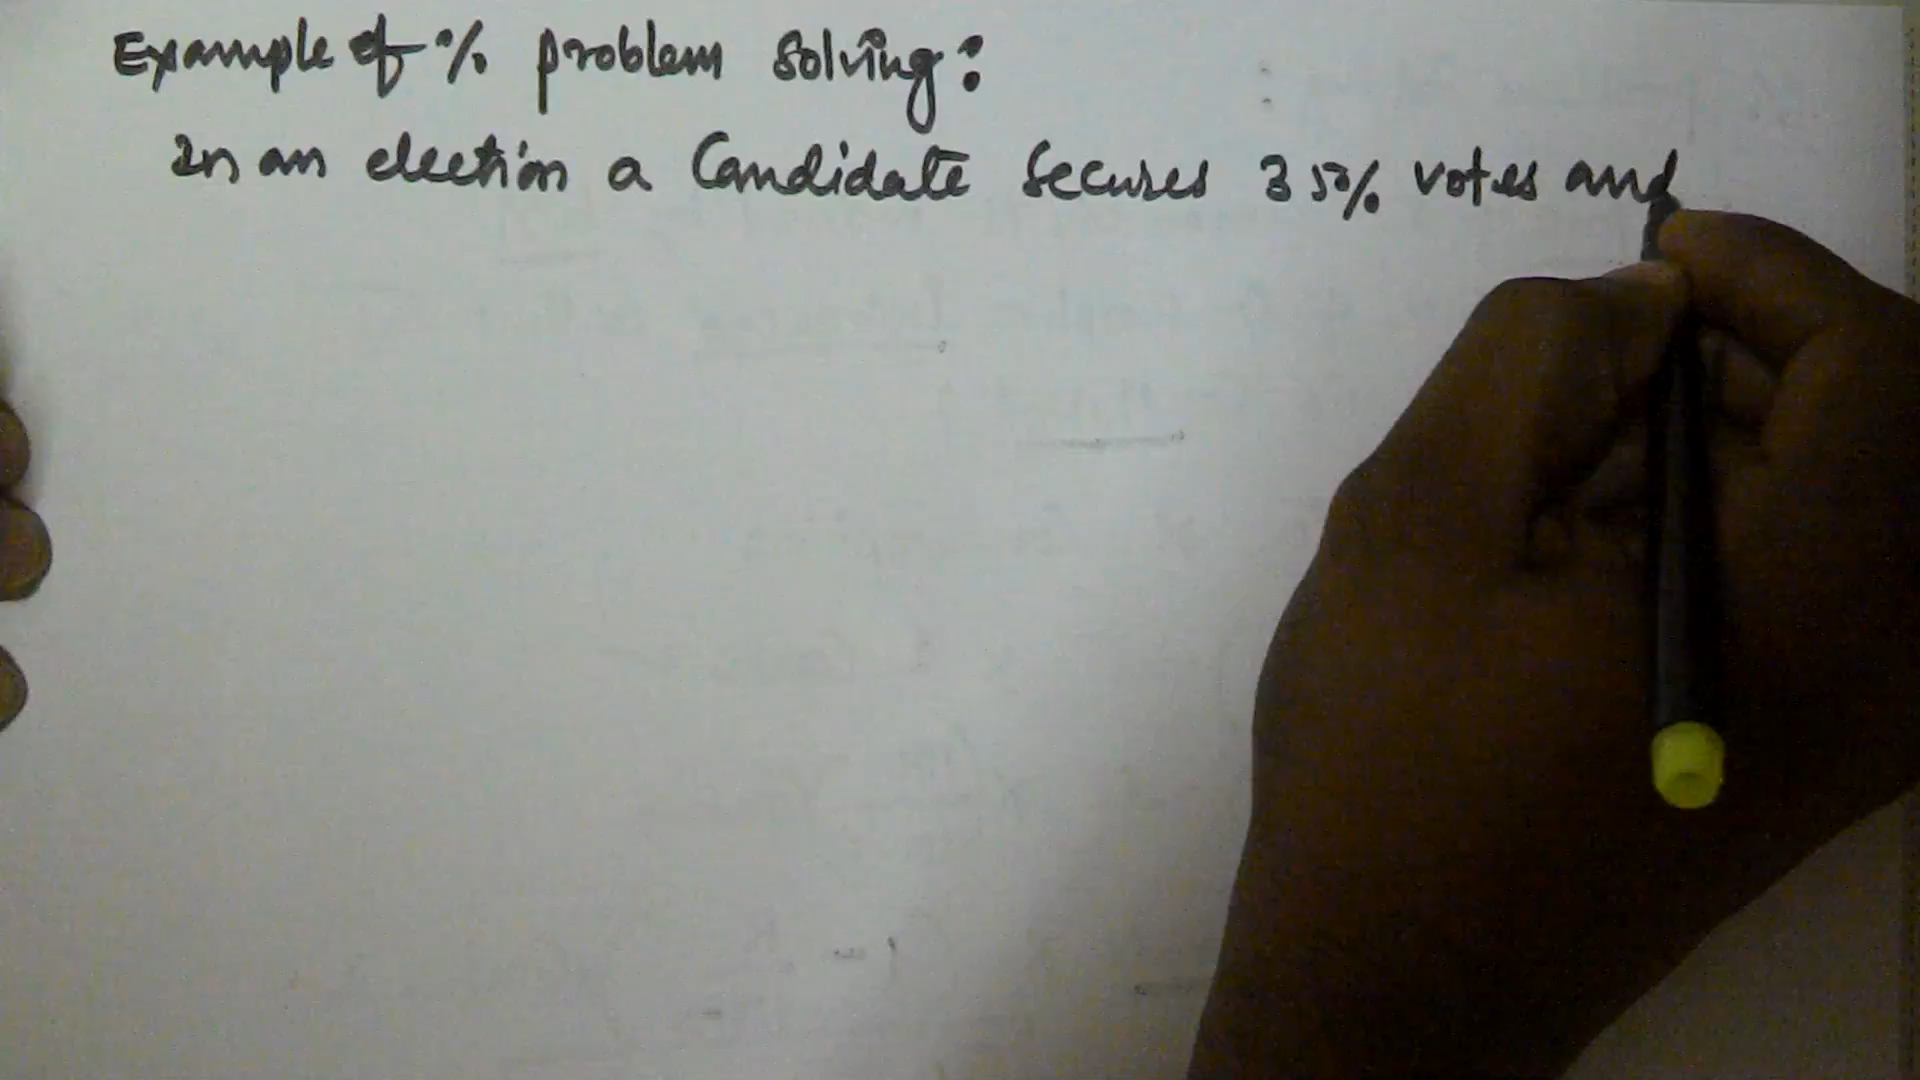 Example of % problem solving:
In an election a Candidate Secures 35% votes and